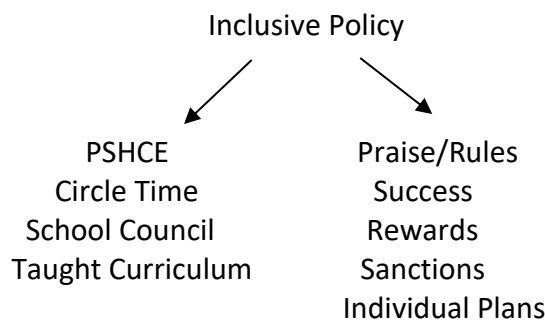 Inclusive Policy
PSHCE
Circle Time
School Council
Taught Curriculum
Praise/Rules
Success
Rewards
Sanctions
Individual Plans